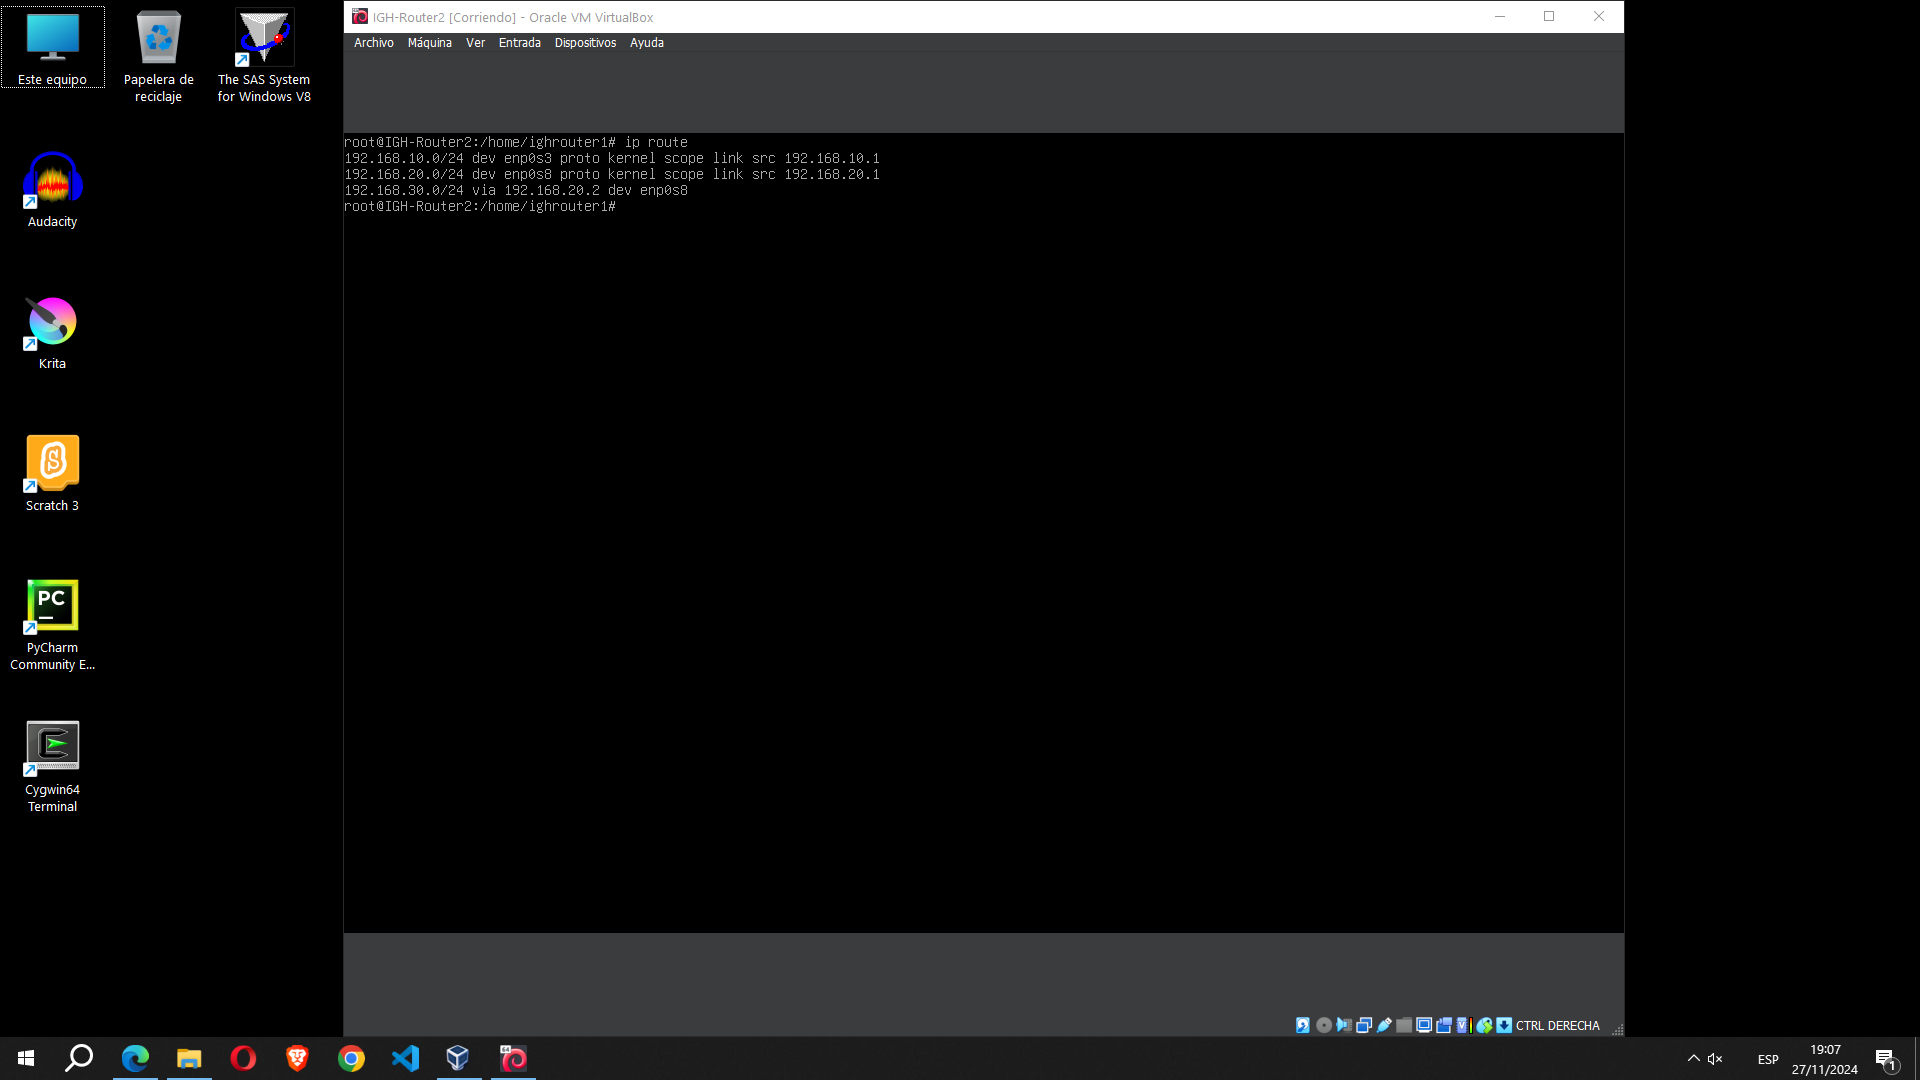 Este equipo
Papelera de
reciclaje
The SAS System
for Windows V8
Audacity
Krita
Scratch 3
PC
PyCharm
Community E...
Cygwin64
Terminal
IGH-Router2 [Corriendo] - Oracle VM VirtualBox
Archivo Máquina Ver Entrada Dispositivos Ayuda
root@IGH-Router2:/home/ighrouter1# ip route
192.168.10.0/24 dev enp0s3 proto kernel scope link src 192.168.10.1
192.168.20.0/24 dev enp0s8 proto kernel scope link src 192.168.20.1
192.168.30.0/24 via 192.168.20.2 dev enp0s8
root@IGH-Router2:/home/ighrouter1#
CTRL DERECHA
ESP
19:07
27/11/2024
1